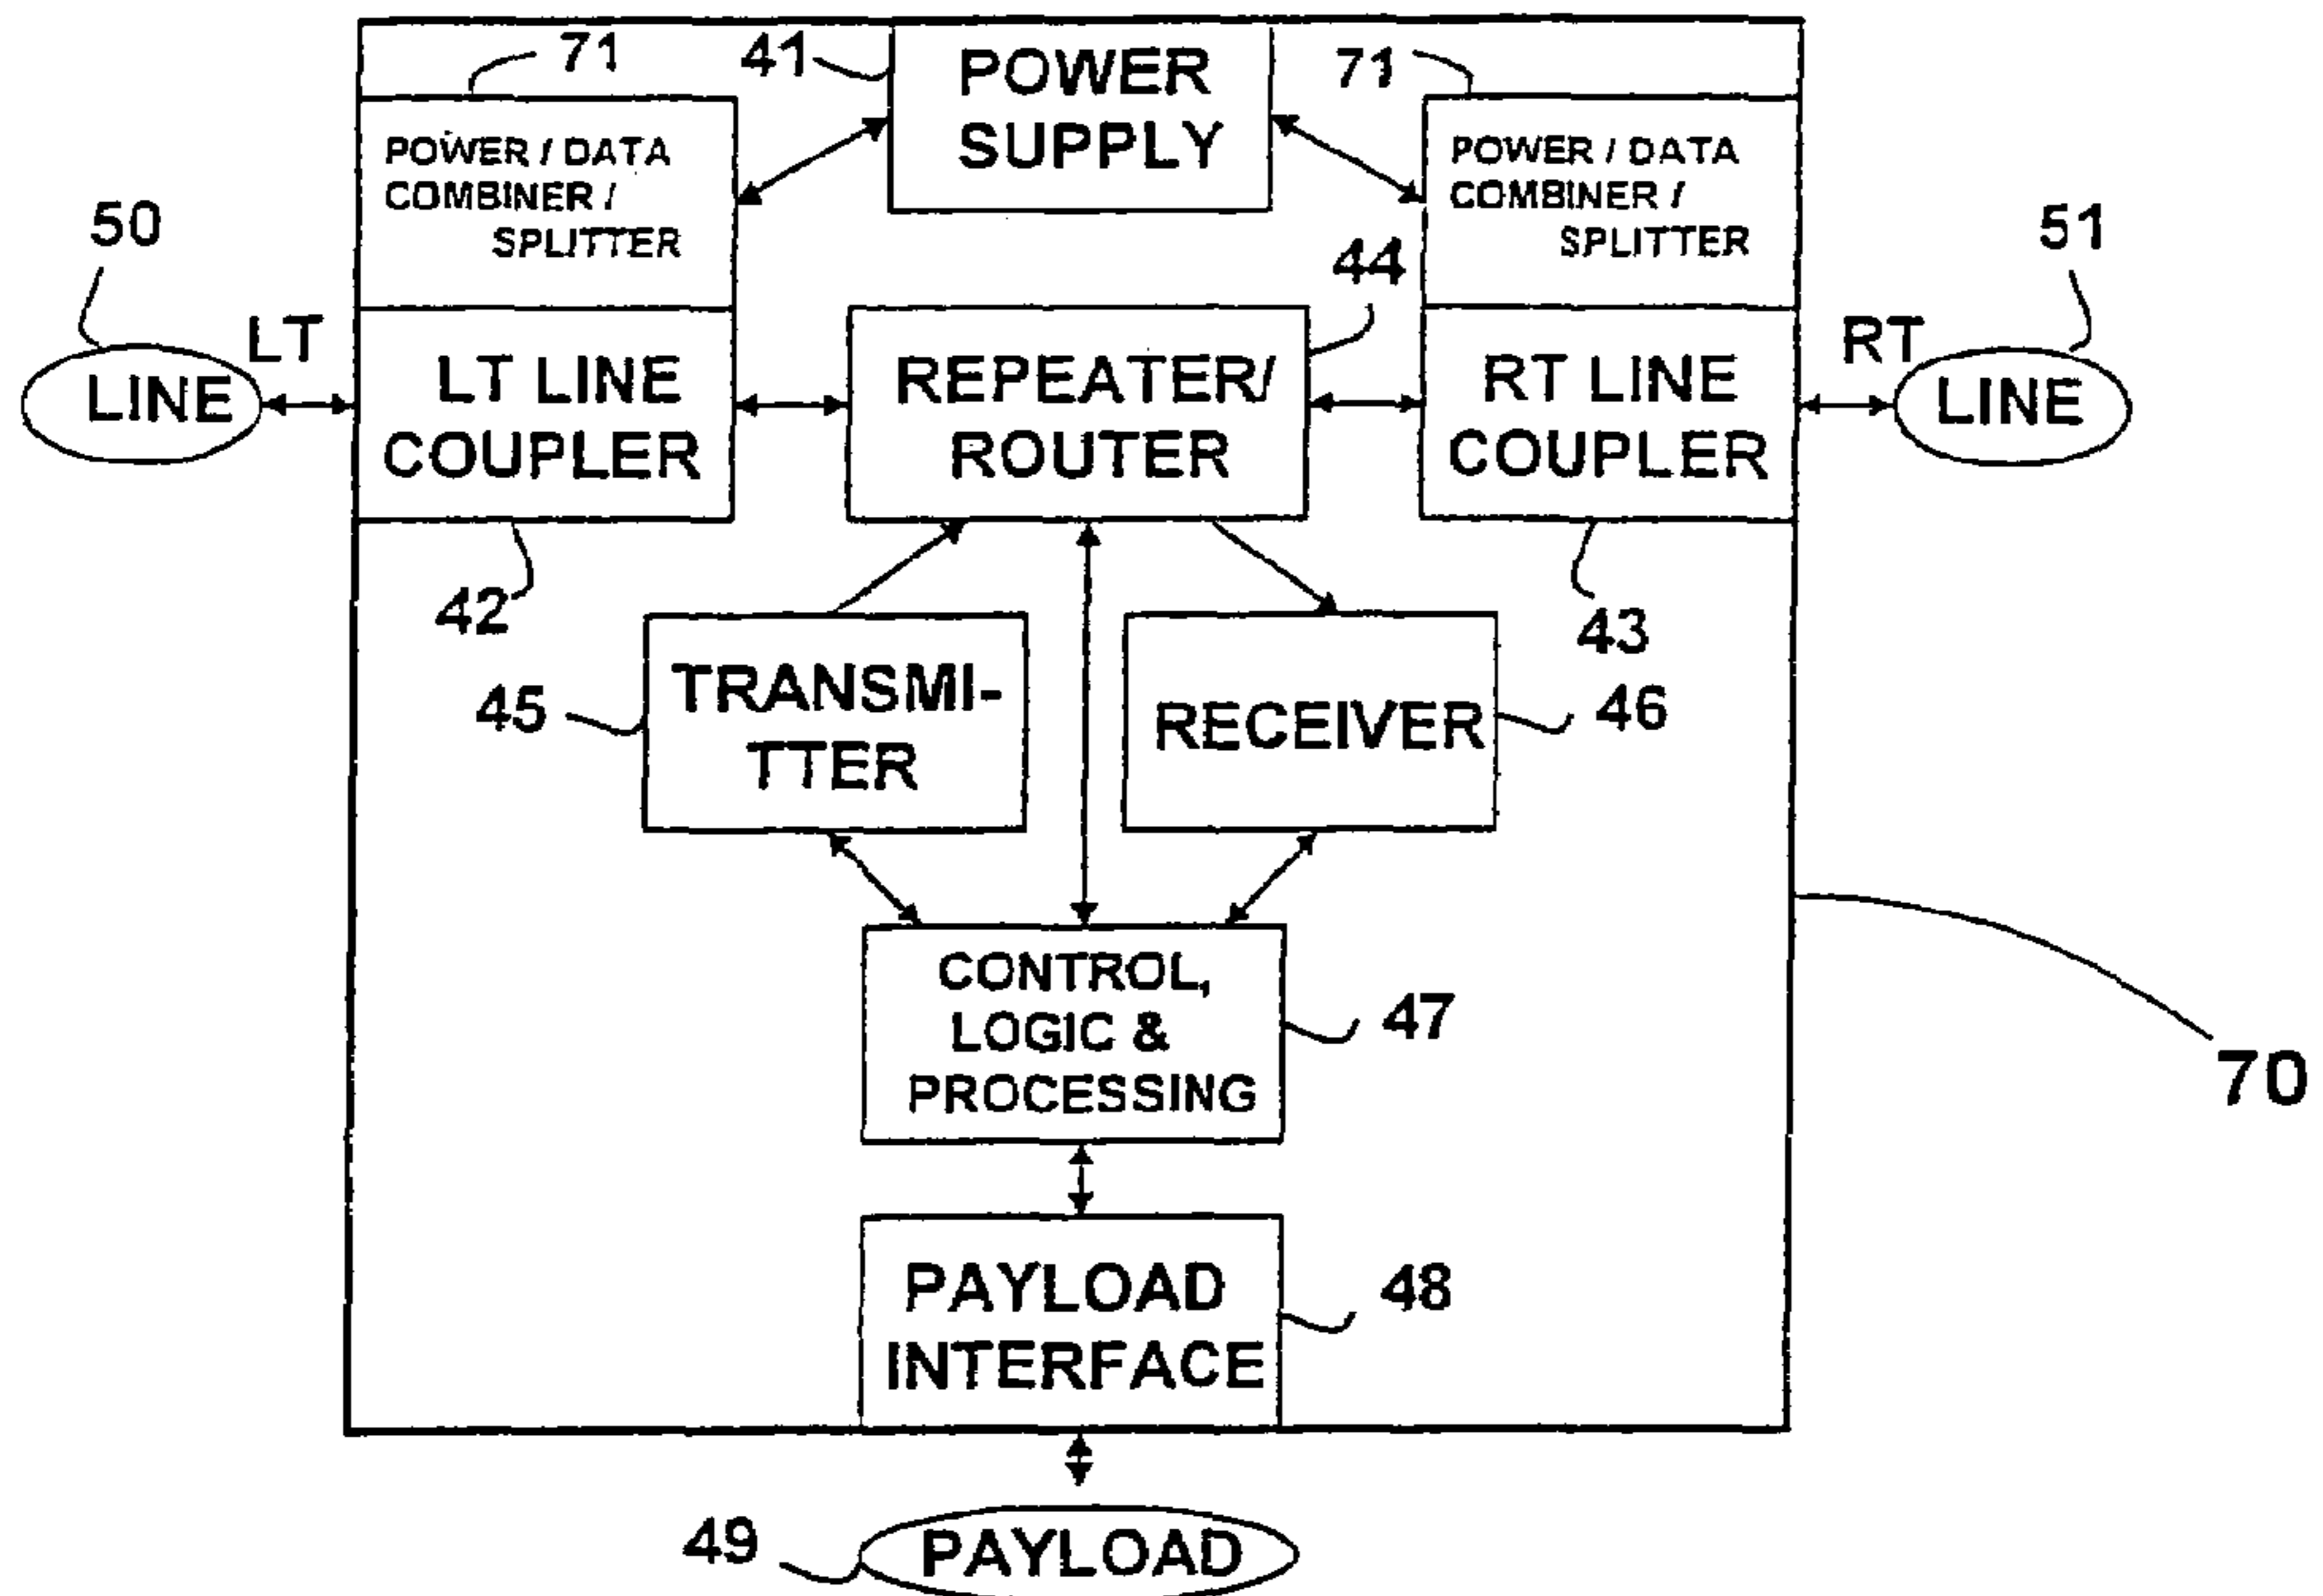 71
41
POWER
SUPPLY
71
POWER / DATA
COMBINER /
SPLITTER
POWER / DATA
COMBINER /
SPLITTER
50
LT
LINE
44
51
RT
LINE
LT LINE
COUPLER
REPEATER/
ROUTER
RT LINE
COUPLER
42
43
45
TRANSMI-
TTER
RECEIVER
46
CONTROL,
LOGIC &
PROCESSING
47
70
PAYLOAD
INTERFACE
48
49
PAYLOAD